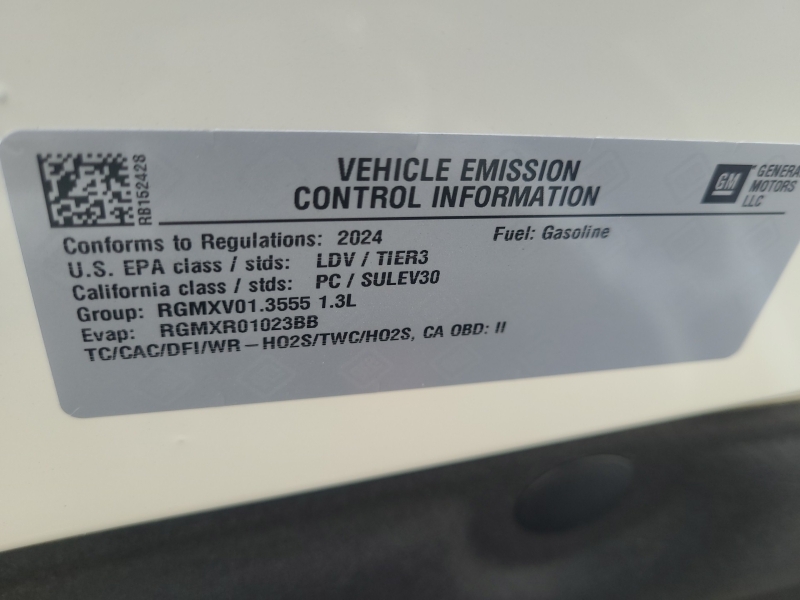 RB152428
VEHICLE EMISSION
CONTROL INFORMATION
GM
GENERA
MOTORS
LLC
Conforms to Regulations: 2024 Fuel: Gasoline
U.S. EPA class / stds: LDV / TIER3
California class / stds: PC / SULEV30
Group: RGMXV01.3555 1.3L
Evap: RGMXR01023BB
TC/CAC/DFI/WR-HO2S/TWC/HO2S, CA OBD: II